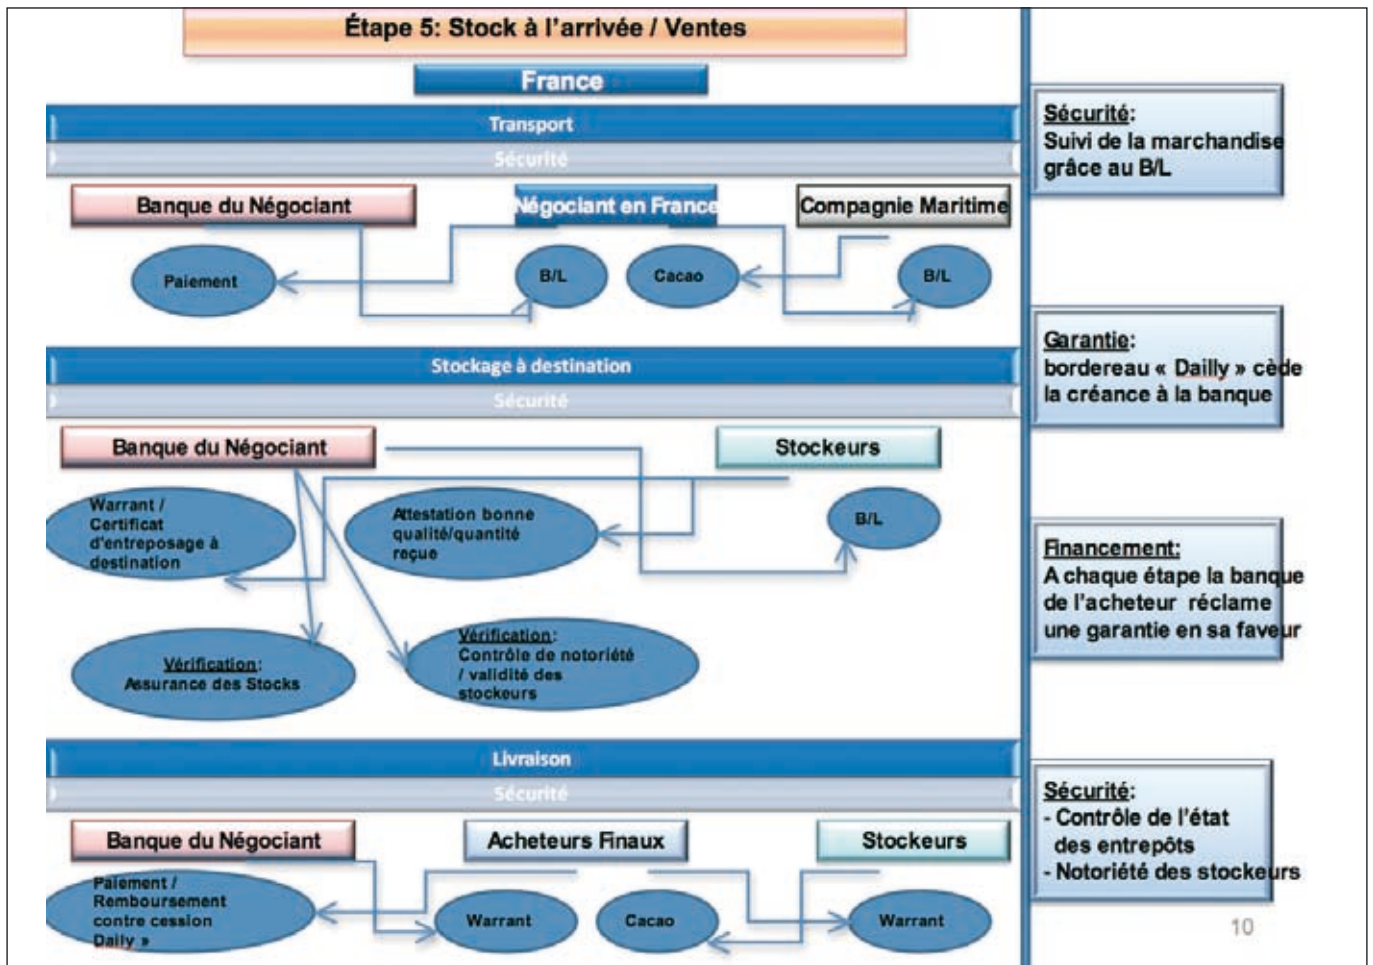 Étape 5: Stock à l'arrivée / Ventes
France
Transport
Sécurité
Banque du Négociant
Négociant en France
Compagnie Maritime
Paiement
B/L
Cacao
B/L
Stockage à destination
Sécurité
Banque du Négociant
Stockeurs
Warrant /
Certificat
d'entreposage à
destination
Attestation bonne
qualité/quantité
reçue
B/L
Vérification:
Assurance des Stocks
Vérification:
Contrôle de notoriété
/ validité des
stockeurs
Livraison
Sécurité
Banque du Négociant
Acheteurs Finaux
Stockeurs
Paiement /
Remboursement
contre cession
Daily »
Warrant
Cacao
Warrant
Sécurité:
Suivi de la marchandise
grâce au B/L
Garantie:
bordereau « Dailly » cède
la créance à la banque
Financement:
A chaque étape la banque
de l'acheteur réclame
une garantie en sa faveur
Sécurité:
- Contrôle de l'état
des entrepôts
- Notoriété des stockeurs
10